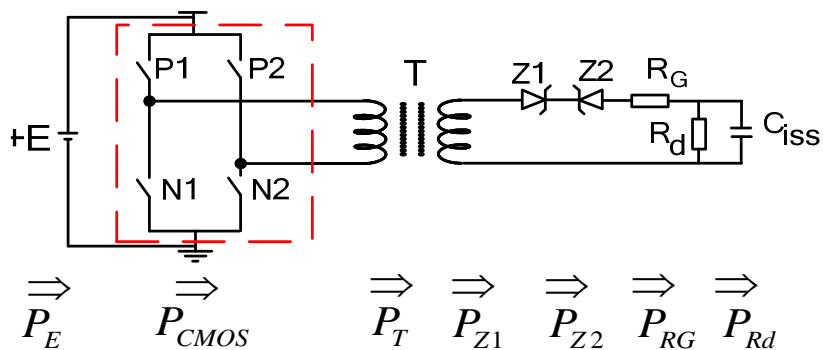 P1 P2 T Z1 Z2 R_G
+E R_d C_iss
N1 N2
⇒ ⇒ ⇒ ⇒ ⇒ ⇒ ⇒
P_E P_CMOS P_T P_Z1 P_Z2 P_RG P_Rd